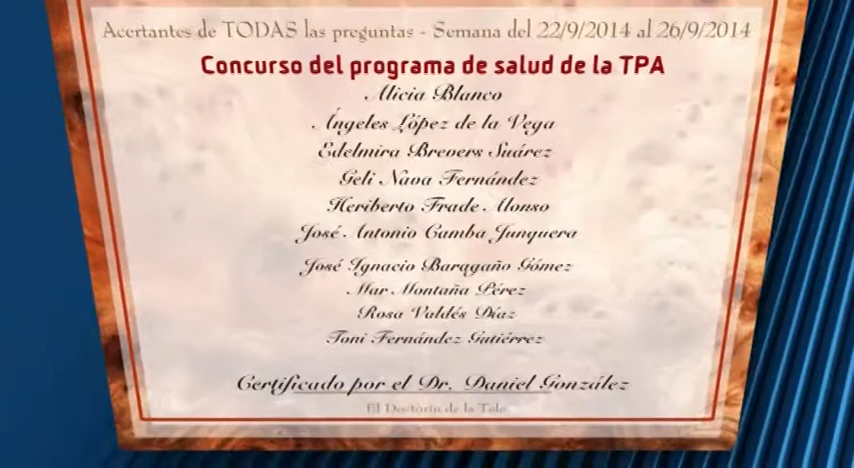 Acertantes de TODAS las preguntas - Semana del 22/9/2014 al 26/9/2014
Concurso del programa de salud de la TPA
Alicia Blanco
Ángeles López de la Vega
Edelmira Brevers Suárez
Geli Nava Fernández
Heriberto Frade Alonso
José Antonio Camba Junquera
José Ignacio Baragaño Gómez
Mar Montaña Pérez
Rosa Valdés Díaz
Toni Fernández Gutiérrez
Certificado por el Dr. Daniel González
El Doctorín de la Tele